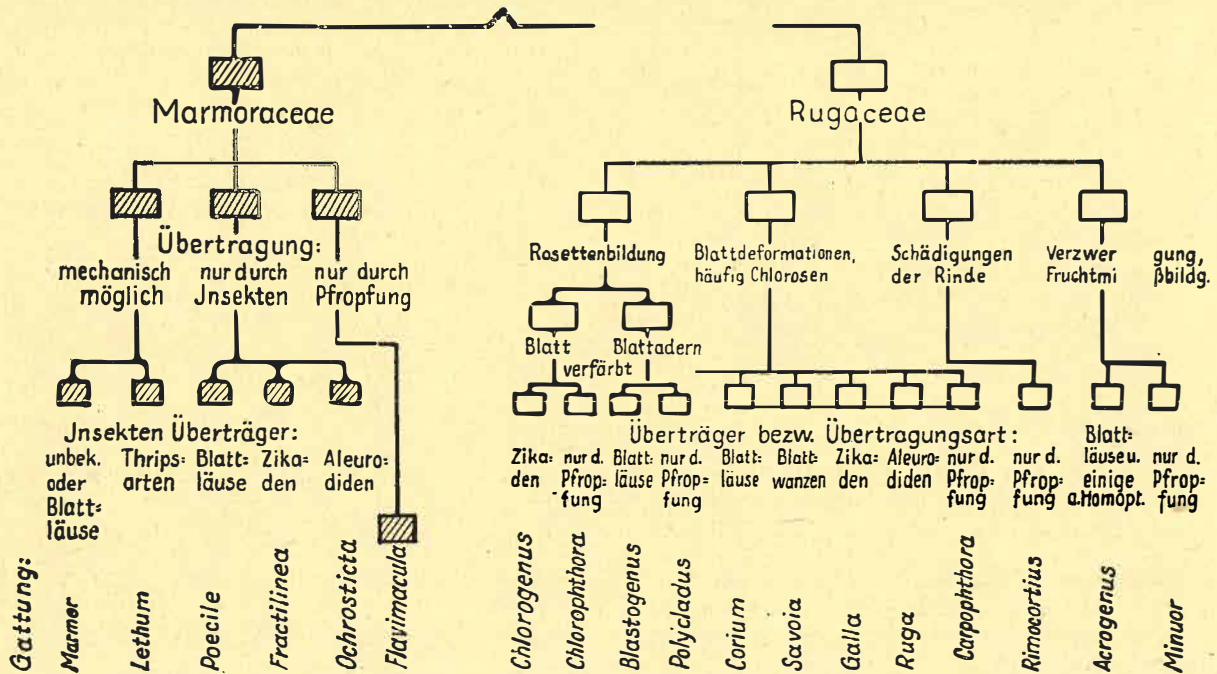 Marmoraceae
Rugaceae
Übertragung:
mechanisch
möglich
nur durch
Jnsekten
nur durch
Pfropfung
Rosettenbildung
Blattdeformationen,
häufig Chlorosen
Schädigungen
der Rinde
Verzwer gung,
Fruchtmi ßbildg.
Blatt
Blattadern
verfärbt
Jnsekten Überträger:
unbek.
oder
Blatt=
läuse
Thrips-
arten
Blatt=
läuse
Zika=
den
Aleuro=
diden
Überträger bezw. Übertragungsart:
Zika=
den
nur d.
Pfrop=
fung
Blatt=
läuse
nur d.
Pfrop=
fung
Blatt=
läuse
Blatt=
wanzen
Zika=
den
Aleuro=
diden
nur d.
Pfrop=
fung
nur d.
Pfrop=
fung
Blatt=
läuse u.
einige
a.Homöpt.
nur d.
Pfrop=
fung
Gattung:
Marmor
Lethum
Poecile
Fractilinea
Ochrosticta
Flavimacula
Chlorogenus
Chlorophthora
Blastogenus
Polycladus
Corium
Savoia
Galla
Ruga
Carpophthora
Rimocortius
Acrogenus
Minuor